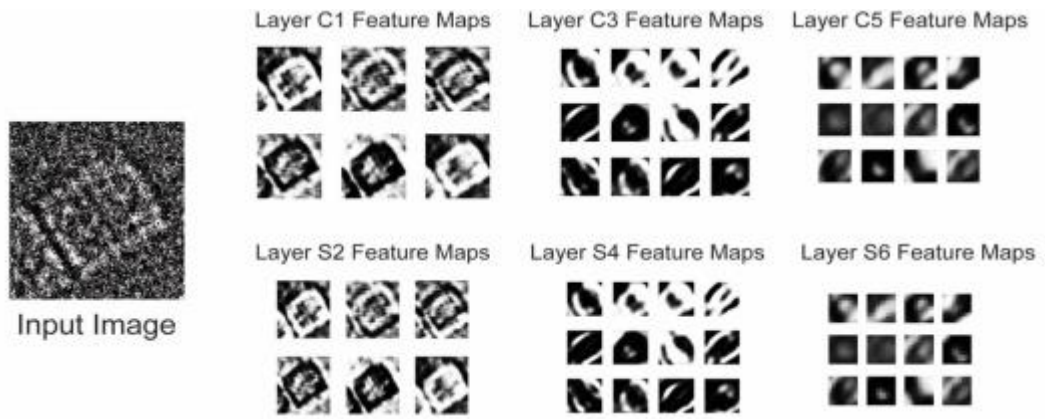 Layer C1 Feature Maps
Layer C3 Feature Maps
Layer C5 Feature Maps
Input Image
Layer S2 Feature Maps
Layer S4 Feature Maps
Layer S6 Feature Maps